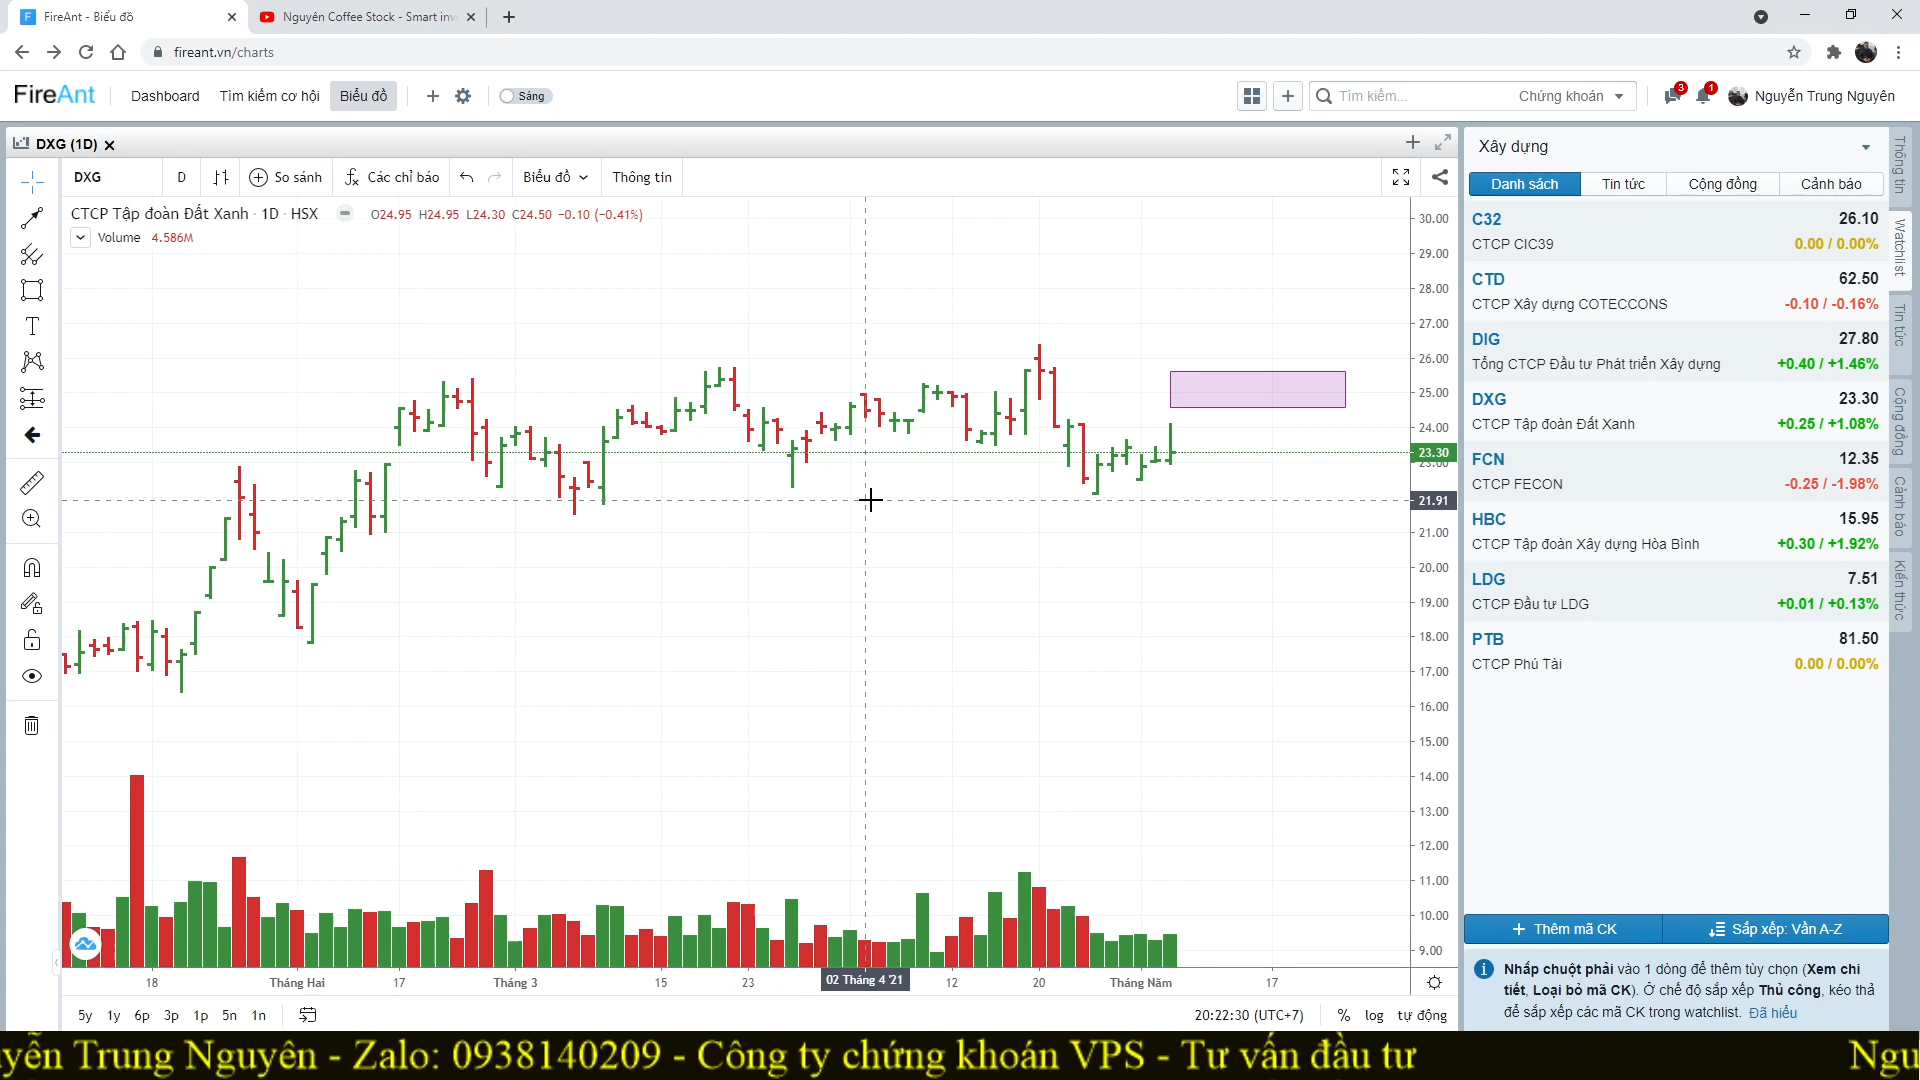 FireAnt - Biểu đồ
Nguyên Coffee Stock - Smart inv
fireant.vn/charts
FireAnt
Dashboard
Tìm kiếm cơ hội
Biểu đồ
Sáng
Tìm kiếm...
Chứng khoán
3
1
Nguyễn Trung Nguyên
DXG (1D)
DXG
D
So sánh
Các chỉ báo
Biểu đồ
Thông tin
CTCP Tập đoàn Đất Xanh · 1D · HSX
O24.95 H24.95 L24.30 C24.50 −0.10 (−0.41%)
Volume 4.586M
30.00
29.00
28.00
27.00
26.00
25.00
24.00
23.30
23.00
21.91
21.00
20.00
19.00
18.00
17.00
16.00
15.00
14.00
13.00
12.00
11.00
10.00
9.00
18
Tháng Hai
17
Tháng 3
15
23
02 Tháng 4 '21
12
20
Tháng Năm
17
5y
1y
6p
3p
1p
5n
1n
20:22:30 (UTC+7)
%
log
tự động
Xây dựng
Danh sách
Tin tức
Cộng đồng
Cảnh báo
C32 26.10
CTCP CIC39 0.00 / 0.00%
CTD 62.50
CTCP Xây dựng COTECCONS -0.10 / -0.16%
DIG 27.80
Tổng CTCP Đầu tư Phát triển Xây dựng +0.40 / +1.46%
DXG 23.30
CTCP Tập đoàn Đất Xanh +0.25 / +1.08%
FCN 12.35
CTCP FECON -0.25 / -1.98%
HBC 15.95
CTCP Tập đoàn Xây dựng Hòa Bình +0.30 / +1.92%
LDG 7.51
CTCP Đầu tư LDG +0.01 / +0.13%
PTB 81.50
CTCP Phú Tài 0.00 / 0.00%
Thêm mã CK
Sắp xếp: Vần A-Z
Nhấp chuột phải vào 1 dòng để thêm tùy chọn (Xem chi
tiết, Loại bỏ mã CK). Ở chế độ sắp xếp Thủ công, kéo thả
để sắp xếp các mã CK trong watchlist. Đã hiểu
Thông tin
Watchlist
Tin tức
Cộng đồng
Cảnh báo
Kiến thức
yễn Trung Nguyên - Zalo: 0938140209 - Công ty chứng khoán VPS - Tư vấn đầu tư
Ngu